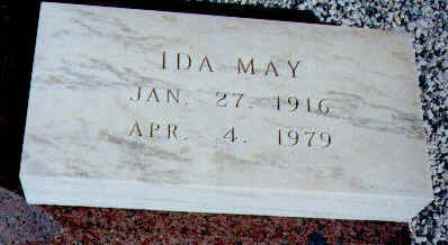 IDA MAY
JAN. 27. 1916
APR. 4. 1979